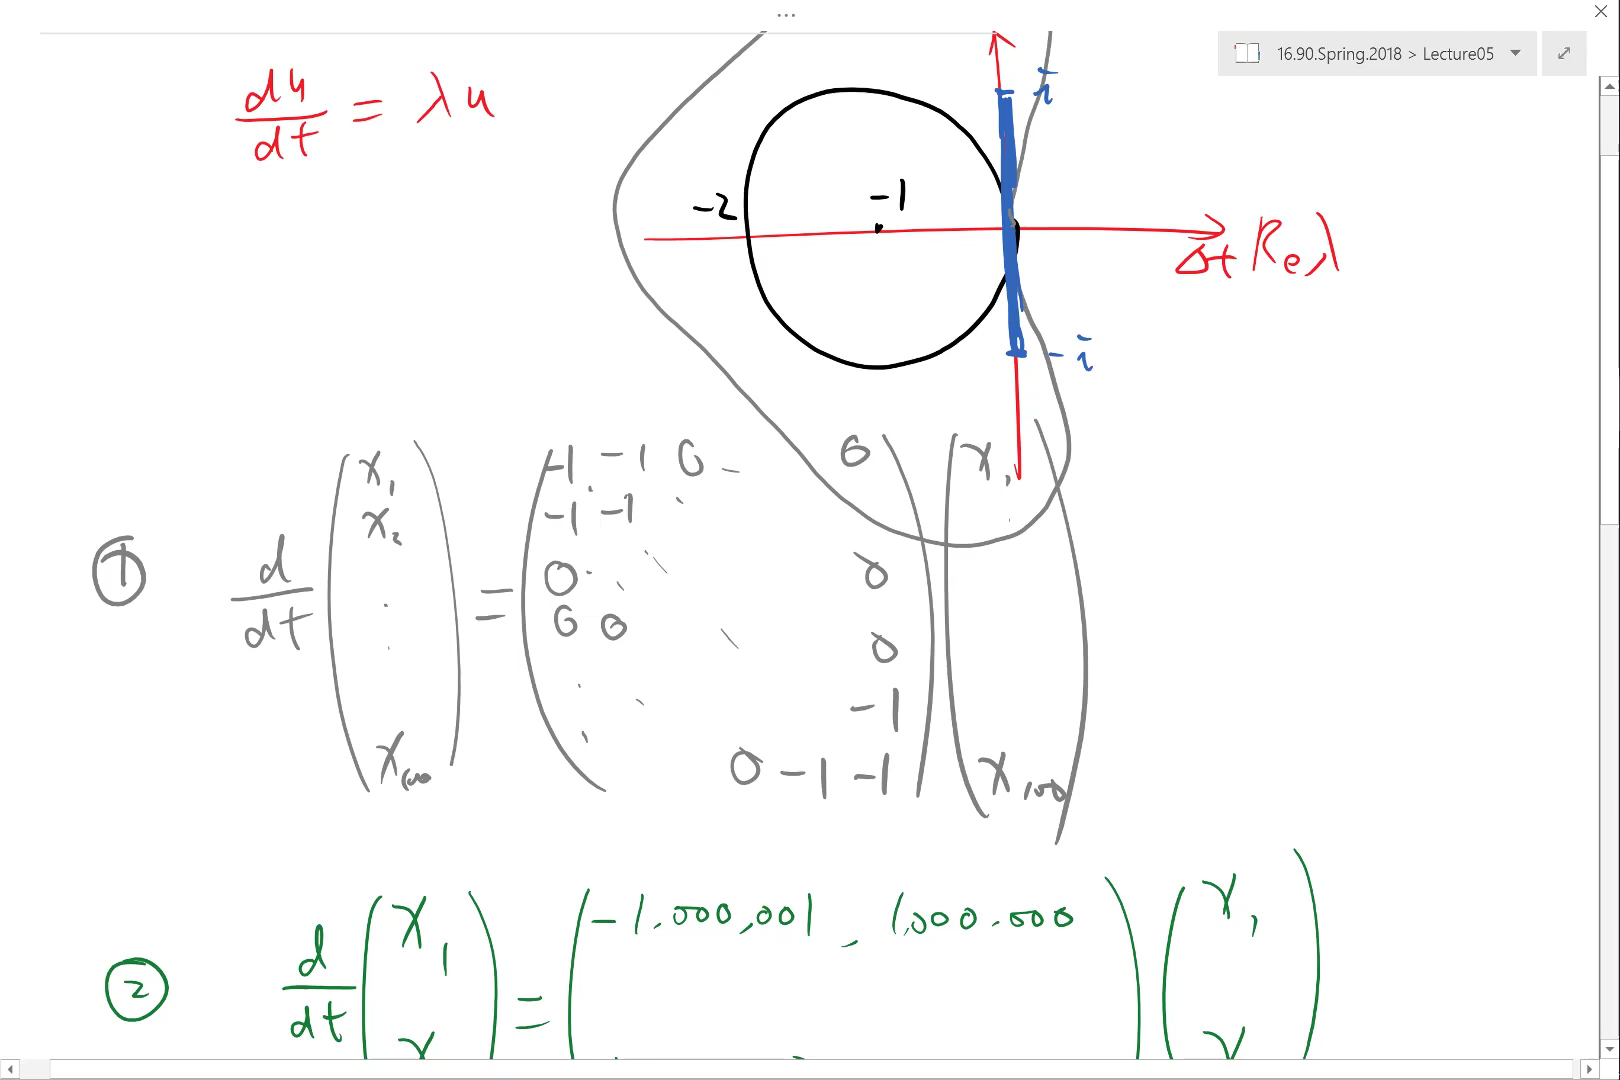 16.90.Spring.2018 > Lecture05
du/dt = λu
i
-2 -1
Δt Re λ
-i
① d/dt ( x₁ x₂ . . x₁₀₀ ) = ( -1 -1 0 - 0 ) ( x₁
-1 -1
0 0
0 0 0
-1
0 -1 -1 x₁₀₀ )
② d/dt ( x₁ = ( -1.000,001 , 1,000.000 ) ( x₁ )